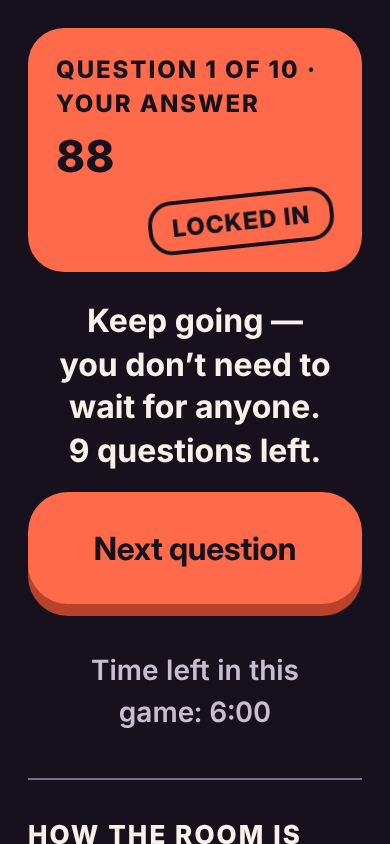 QUESTION 1 OF 10 ·
YOUR ANSWER
88
LOCKED IN
Keep going —
you don’t need to
wait for anyone.
9 questions left.
Next question
Time left in this
game: 6:00
HOW THE ROOM IS